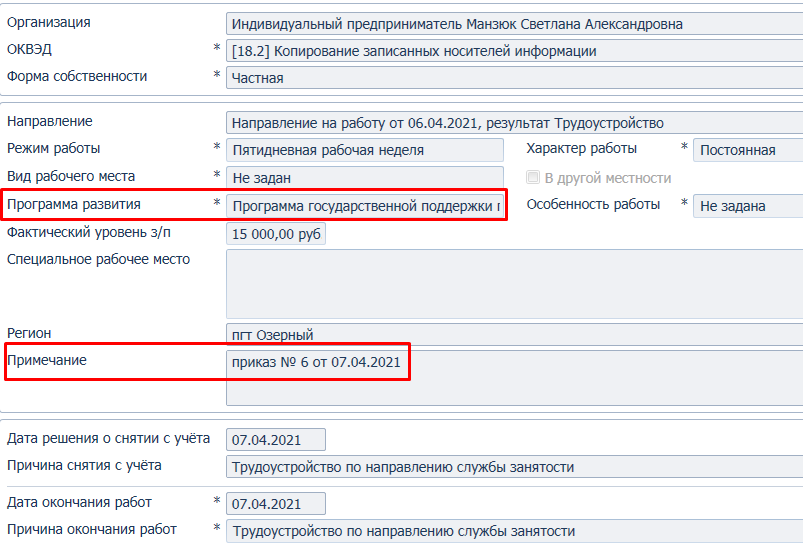 Организация Индивидуальный предприниматель Манзюк Светлана Александровна
ОКВЭД * [18.2] Копирование записанных носителей информации
Форма собственности * Частная
Направление Направление на работу от 06.04.2021, результат Трудоустройство
Режим работы * Пятидневная рабочая неделя Характер работы * Постоянная
Вид рабочего места * Не задан В другой местности
Программа развития * Программа государственной поддержки Особенность работы * Не задана
Фактический уровень з/п 15 000,00 руб
Специальное рабочее место
Регион пгт Озерный
Примечание приказ № 6 от 07.04.2021
Дата решения о снятии с учёта 07.04.2021
Причина снятия с учёта Трудоустройство по направлению службы занятости
Дата окончания работ * 07.04.2021
Причина окончания работ * Трудоустройство по направлению службы занятости